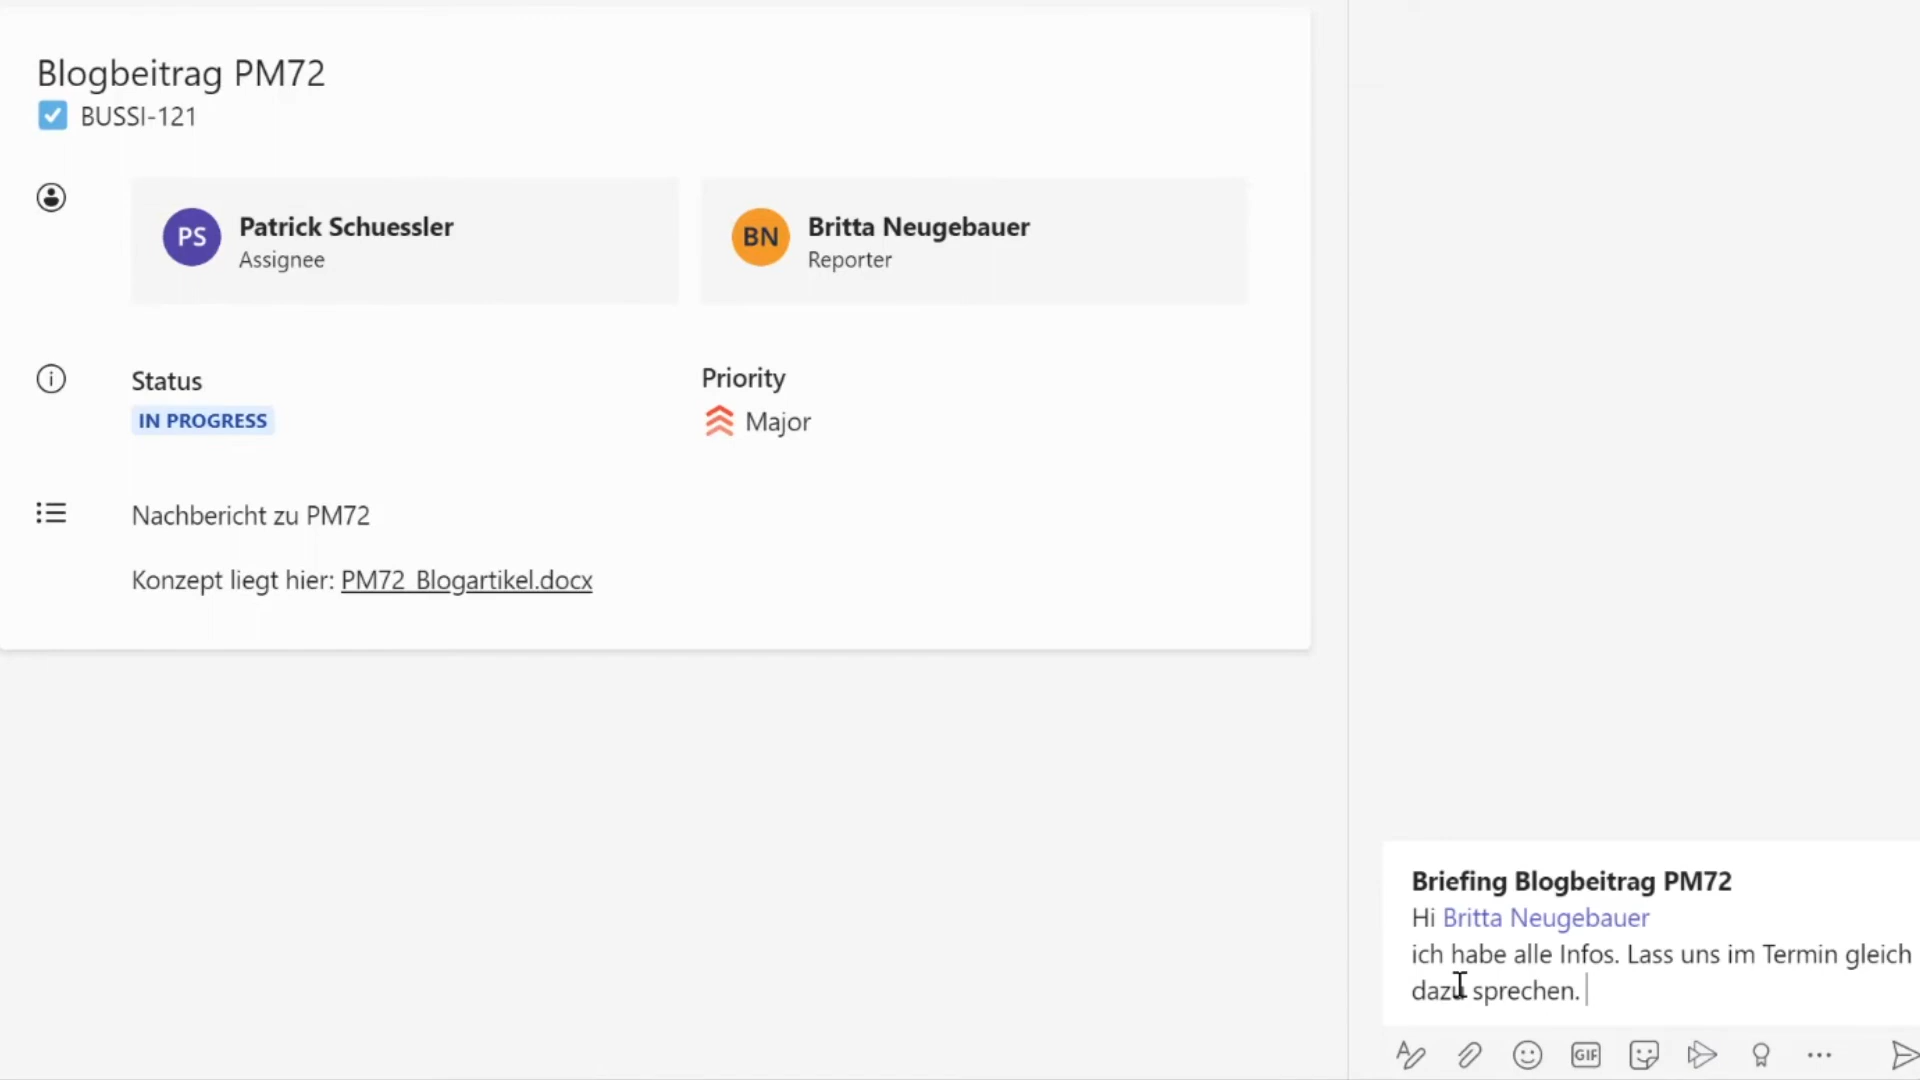 Blogbeitrag PM72
BUSSI-121
PS
Patrick Schuessler
Assignee
BN
Britta Neugebauer
Reporter
Status
IN PROGRESS
Priority
Major
Nachbericht zu PM72
Konzept liegt hier: PM72_Blogartikel.docx
Briefing Blogbeitrag PM72
Hi Britta Neugebauer
ich habe alle Infos. Lass uns im Termin gleich
dazu sprechen.
GIF